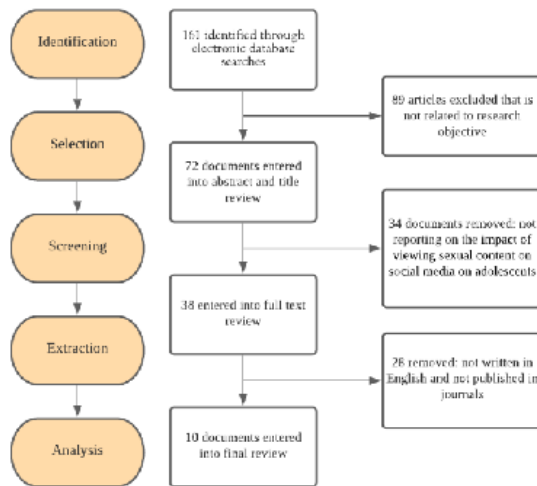 Identification
161 identified through
electronic database
searches
89 articles excluded that is
not related to research
objective
Selection
72 documents entered
into abstract and title
review
34 documents removed: not
reporting on the impact of
viewing sexual content on
social media on adolescents
Screening
38 entered into full text
review
Extraction
28 removed: not written in
English and not published in
journals
Analysis
10 documents entered
into final review